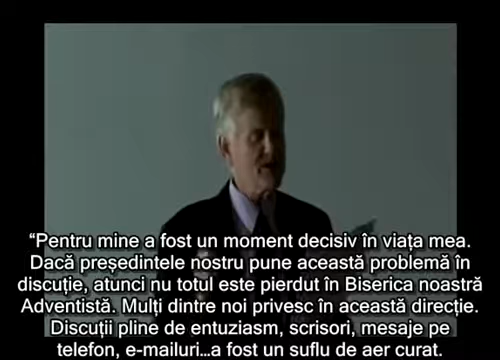 “Pentru mine a fost un moment decisiv în viața mea.
Dacă președintele nostru pune această problemă în
discuție, atunci nu totul este pierdut în Biserica noastră
Adventistă. Mulți dintre noi privesc în această direcție.
Discuții pline de entuziasm, scrisori, mesaje pe
telefon, e-mailuri...a fost un suflu de aer curat.